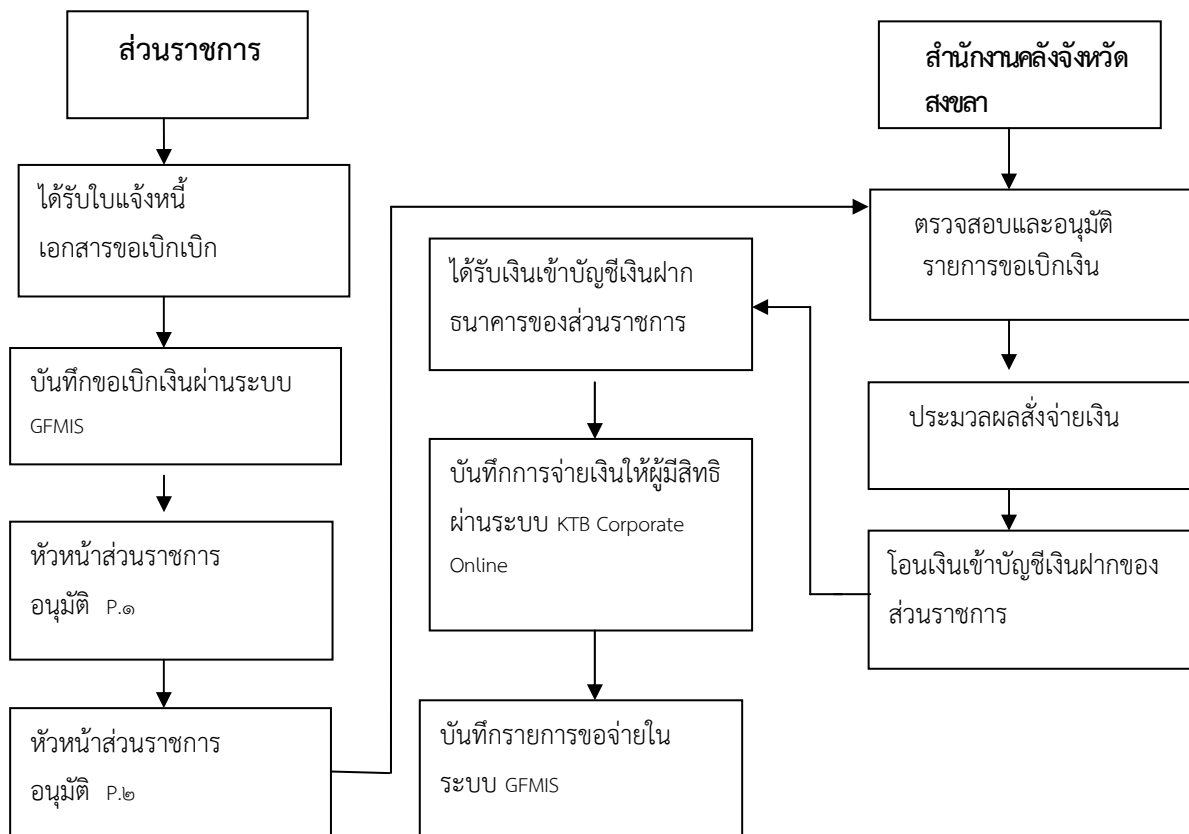 ส่วนราชการ
ได้รับใบแจ้งหนี้
เอกสารขอเบิกเบิก
บันทึกขอเบิกเงินผ่านระบบ
GFMIS
หัวหน้าส่วนราชการ
อนุมัติ P.๑
หัวหน้าส่วนราชการ
อนุมัติ P.๒
สำนักงานคลังจังหวัด
สงขลา
ตรวจสอบและอนุมัติ
รายการขอเบิกเงิน
ประมวลผลสั่งจ่ายเงิน
โอนเงินเข้าบัญชีเงินฝากของ
ส่วนราชการ
ได้รับเงินเข้าบัญชีเงินฝาก
ธนาคารของส่วนราชการ
บันทึกการจ่ายเงินให้ผู้มีสิทธิ
ผ่านระบบ KTB Corporate
Online
บันทึกรายการขอจ่ายใน
ระบบ GFMIS